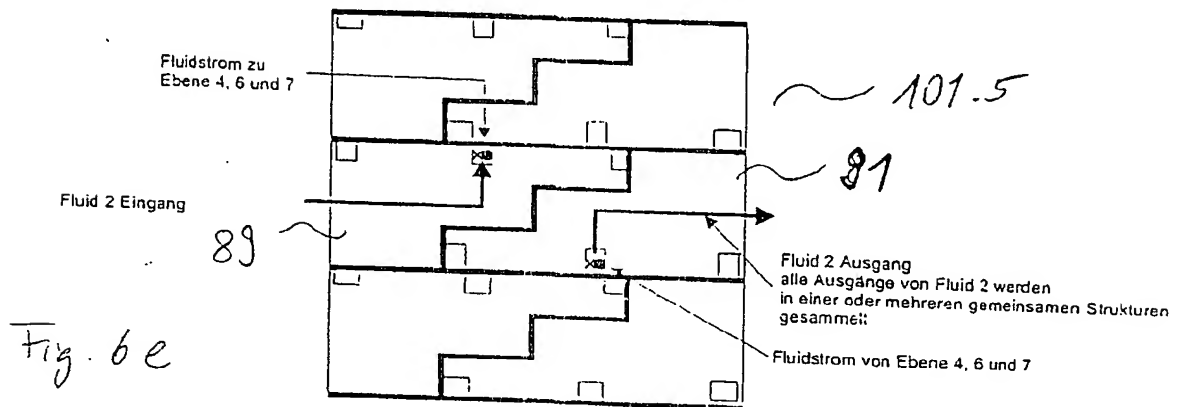 Fluidstrom zu
Ebene 4, 6 und 7
101.5
91
Fluid 2 Eingang
89
Fluid 2 Ausgang
alle Ausgänge von Fluid 2 werden
in einer oder mehreren gemeinsamen Strukturen
gesammelt
Fluidstrom von Ebene 4, 6 und 7
Fig. 6e